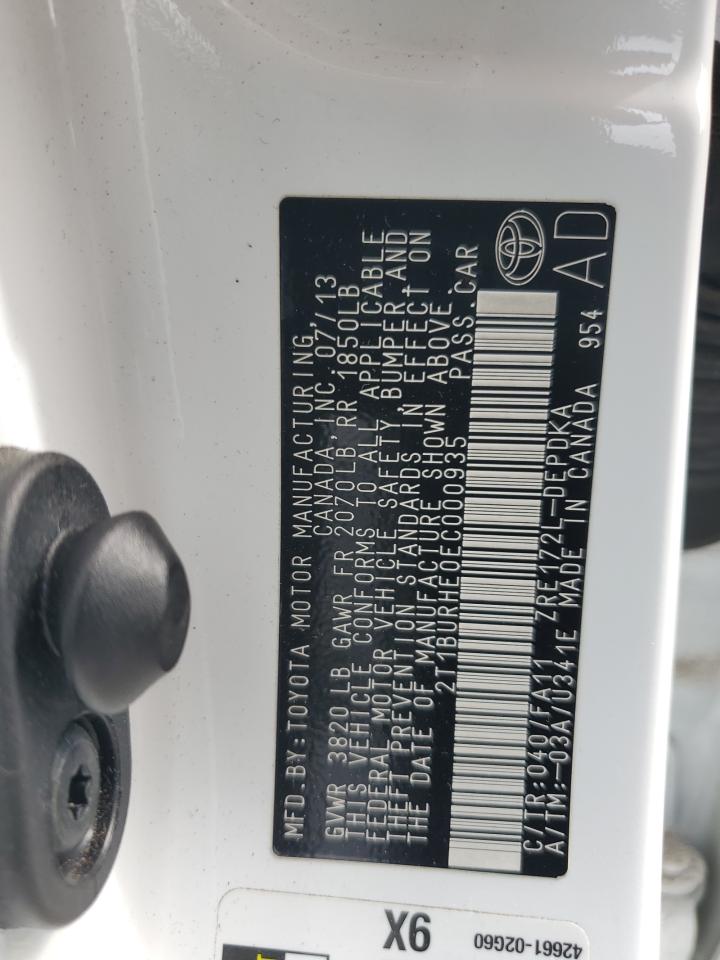 MFD.BY:TOYOTA MOTOR MANUFACTURING,
CANADA, INC. 07/13
GVWR 3820 LB GAWR FR 2070LB RR 1850LB
THIS VEHICLE CONFORMS TO ALL APPLICABLE
FEDERAL MOTOR VEHICLE SAFETY, BUMPER, AND
THEFT PREVENTION STANDARDS IN EFFECT ON
THE DATE OF MANUFACTURE SHOWN ABOVE.
2T1BURHE0EC000935 PASS.CAR
C/TR:040/FA11 ZRE172L-DEPDKA
A/TM:-03A/U341E MADE IN CANADA 954 AD
9X
42661-02G60